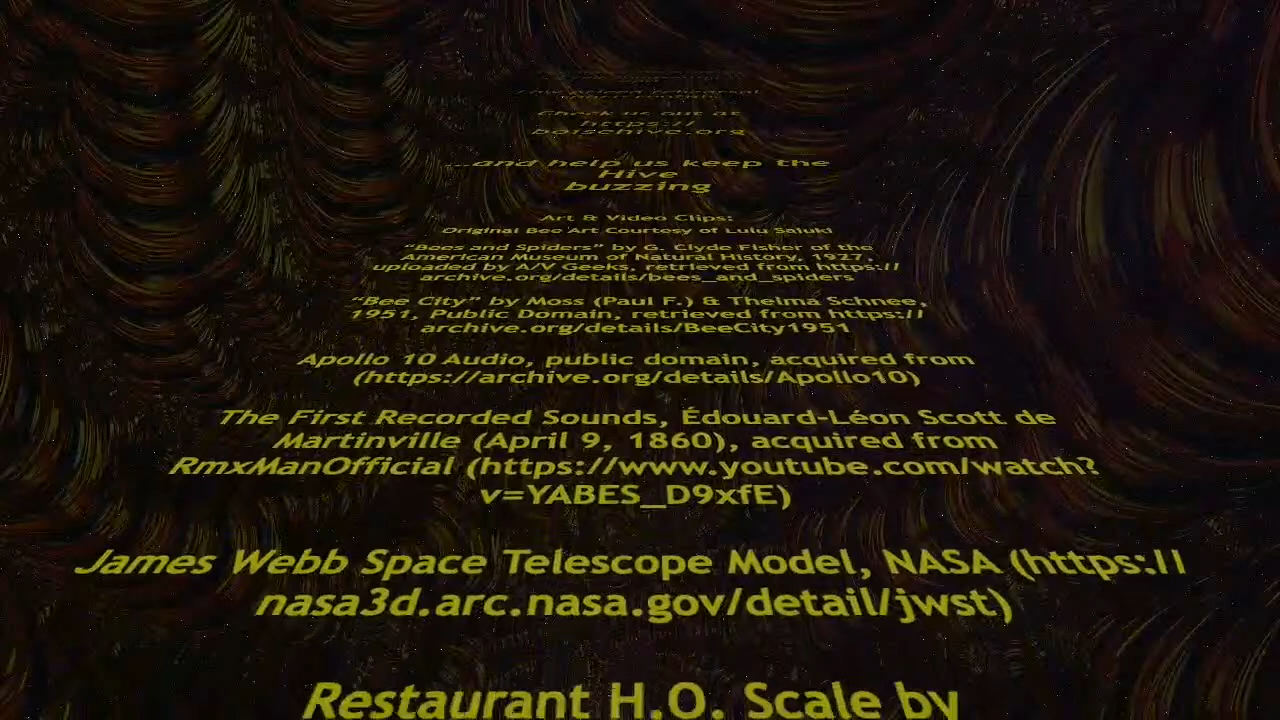 Check us out at
https://
boisehive.org
...and help us keep the
Hive
buzzing
Art & Video Clips:
Original Bee Art Courtesy of Lulu Saluki
“Bees and Spiders” by G. Clyde Fisher of the
American Museum of Natural History, 1927,
uploaded by A/V Geeks, retrieved from https://
archive.org/details/bees_and_spiders
“Bee City” by Moss (Paul F.) & Thelma Schnee,
1951, Public Domain, retrieved from https://
archive.org/details/BeeCity1951
Apollo 10 Audio, public domain, acquired from
(https://archive.org/details/Apollo10)
The First Recorded Sounds, Édouard-Léon Scott de
Martinville (April 9, 1860), acquired from
RmxManOfficial (https://www.youtube.com/watch?
v=YABES_D9xfE)
James Webb Space Telescope Model, NASA (https://
nasa3d.arc.nasa.gov/detail/jwst)
Restaurant H.O. Scale by